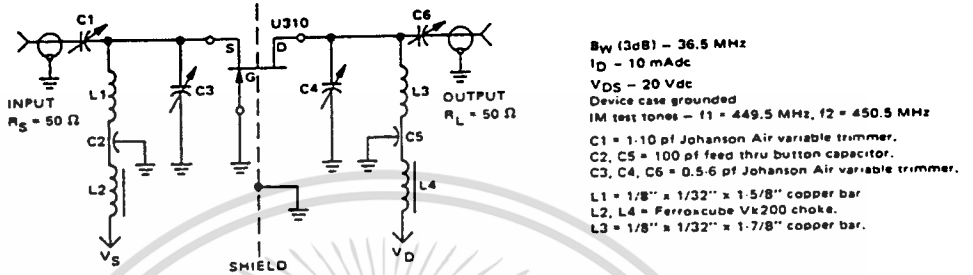 C1
U310
C6
S
D
G
INPUT
RS = 50 Ω
L1
C3
C4
L3
OUTPUT
RL = 50 Ω
C2
C5
L2
L4
VS
SHIELD
VD
BW (3dB) – 36.5 MHz
ID – 10 mAdc
VDS – 20 Vdc
Device case grounded
IM test tones – f1 = 449.5 MHz, f2 = 450.5 MHz
C1 = 1-10 pf Johanson Air variable trimmer.
C2, C5 = 100 pf feed thru button capacitor.
C3, C4, C6 = 0.5-6 pf Johanson Air variable trimmer.
L1 = 1/8" x 1/32" x 1-5/8" copper bar
L2, L4 = Ferroxcube Vk200 choke.
L3 = 1/8" x 1/32" x 1-7/8" copper bar.